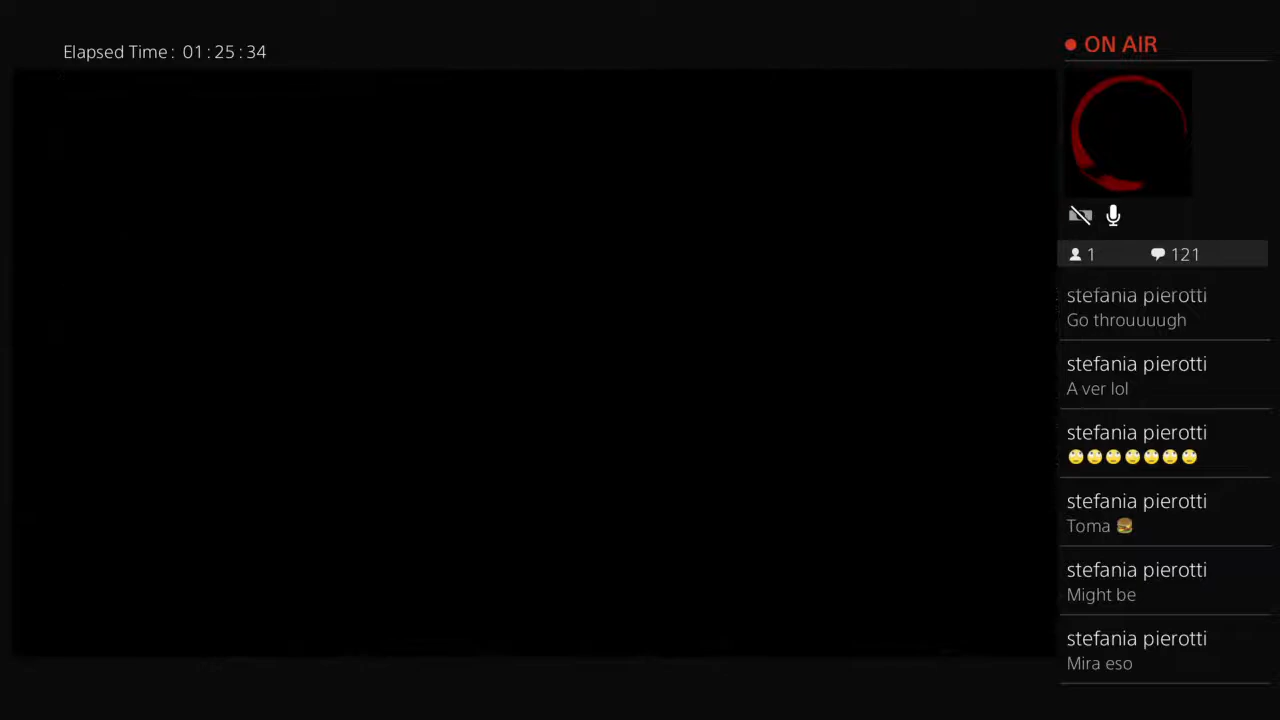 Elapsed Time: 01:25:34
ON AIR
1 121
stefania pierotti
Go throuuuugh
stefania pierotti
A ver lol
stefania pierotti
🙄🙄🙄🙄🙄🙄🙄
stefania pierotti
Toma 🍔
stefania pierotti
Might be
stefania pierotti
Mira eso